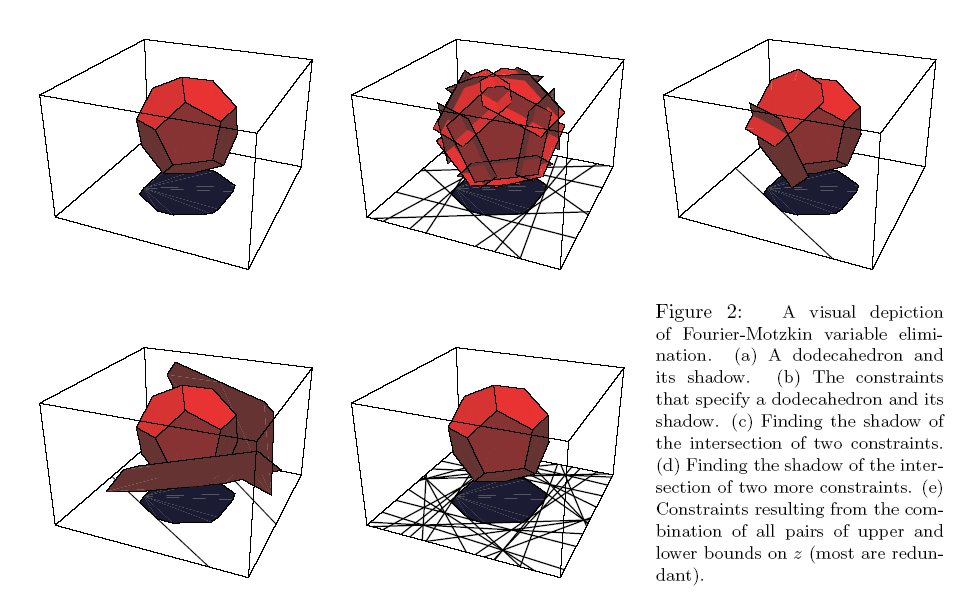 Figure 2: A visual depiction
of Fourier-Motzkin variable elimi-
nation. (a) A dodecahedron and
its shadow. (b) The constraints
that specify a dodecahedron and its
shadow. (c) Finding the shadow of
the intersection of two constraints.
(d) Finding the shadow of the inter-
section of two more constraints. (e)
Constraints resulting from the com-
bination of all pairs of upper and
lower bounds on z (most are redun-
dant).